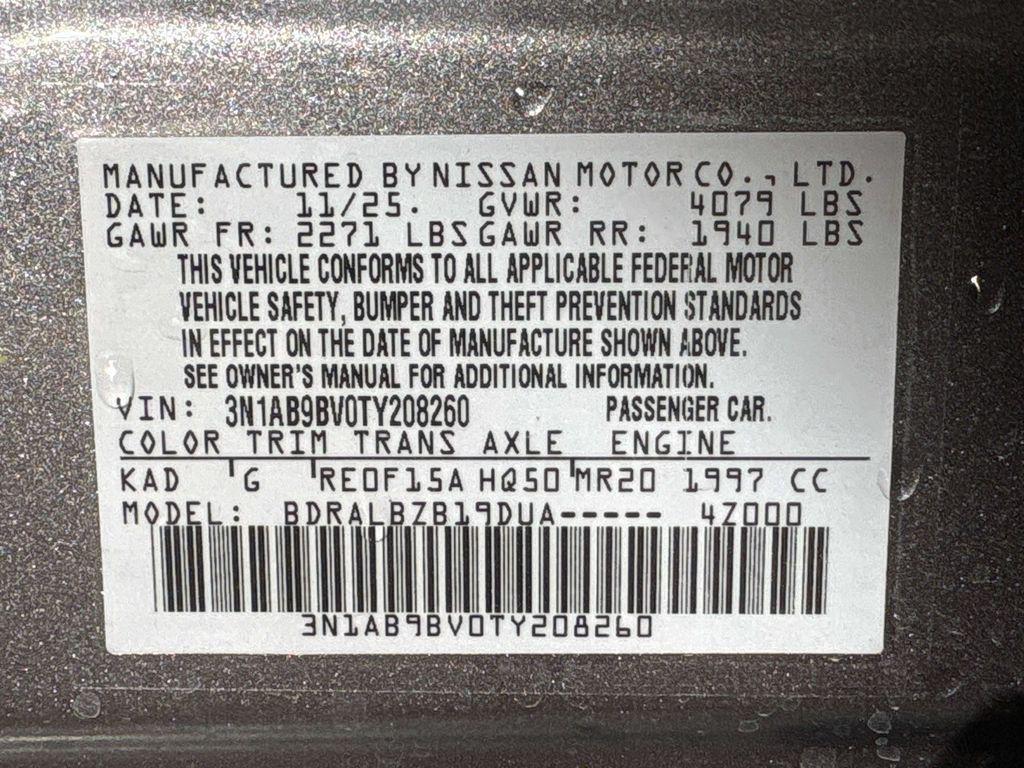 MANUFACTURED BY NISSAN MOTOR CO., LTD.
DATE: 11/25. GVWR: 4079 LBS
GAWR FR: 2271 LBS GAWR RR: 1940 LBS
THIS VEHICLE CONFORMS TO ALL APPLICABLE FEDERAL MOTOR
VEHICLE SAFETY, BUMPER AND THEFT PREVENTION STANDARDS
IN EFFECT ON THE DATE OF MANUFACTURE SHOWN ABOVE.
SEE OWNER'S MANUAL FOR ADDITIONAL INFORMATION.
VIN: 3N1AB9BV0TY208260 PASSENGER CAR.
COLOR TRIM TRANS AXLE ENGINE
KAD G RE0F15A HQ50 MR20 1997 CC
MODEL: BDRALBZB19DUA----- 4Z000
3N1AB9BV0TY208260